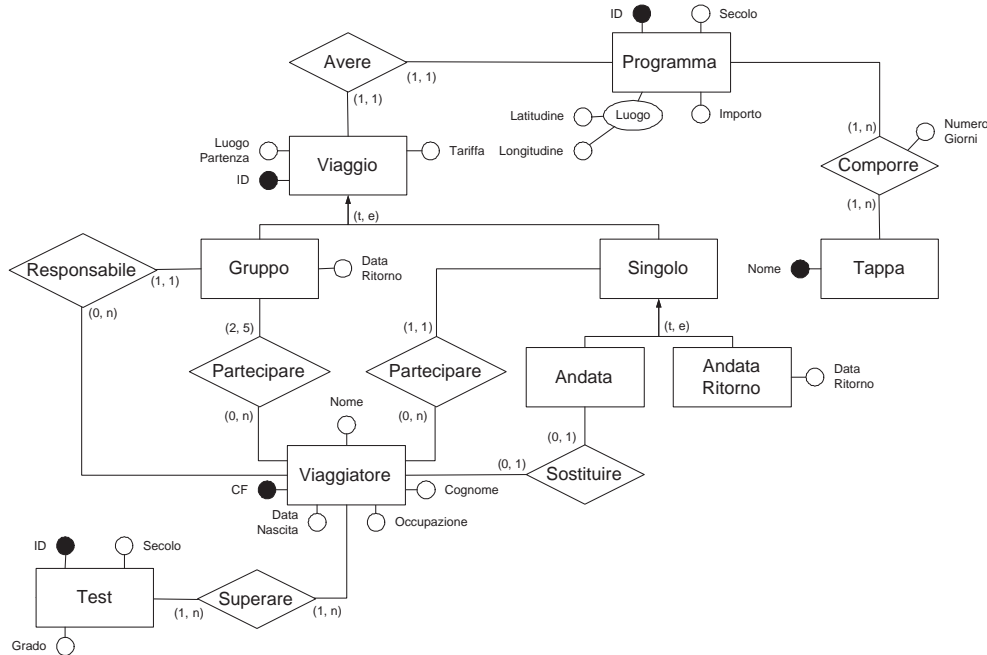 ID
Secolo
Avere
Programma
(1, 1)
(1, 1)
Latitudine
Luogo
Importo
Longitudine
Luogo
Partenza
Viaggio
Tariffa
ID
(1, n)
Numero
Giorni
Comporre
(1, n)
(t, e)
Responsabile
(1, 1)
(0, n)
Gruppo
Data
Ritorno
Singolo
Nome
Tappa
(2, 5)
(1, 1)
(t, e)
Partecipare
Partecipare
Andata
Andata
Ritorno
Data
Ritorno
(0, n)
Nome
(0, n)
(0, 1)
Viaggiatore
(0, 1)
Sostituire
CF
Cognome
Data
Nascita
Occupazione
ID
Secolo
Test
(1, n)
Superare
(1, n)
Grado